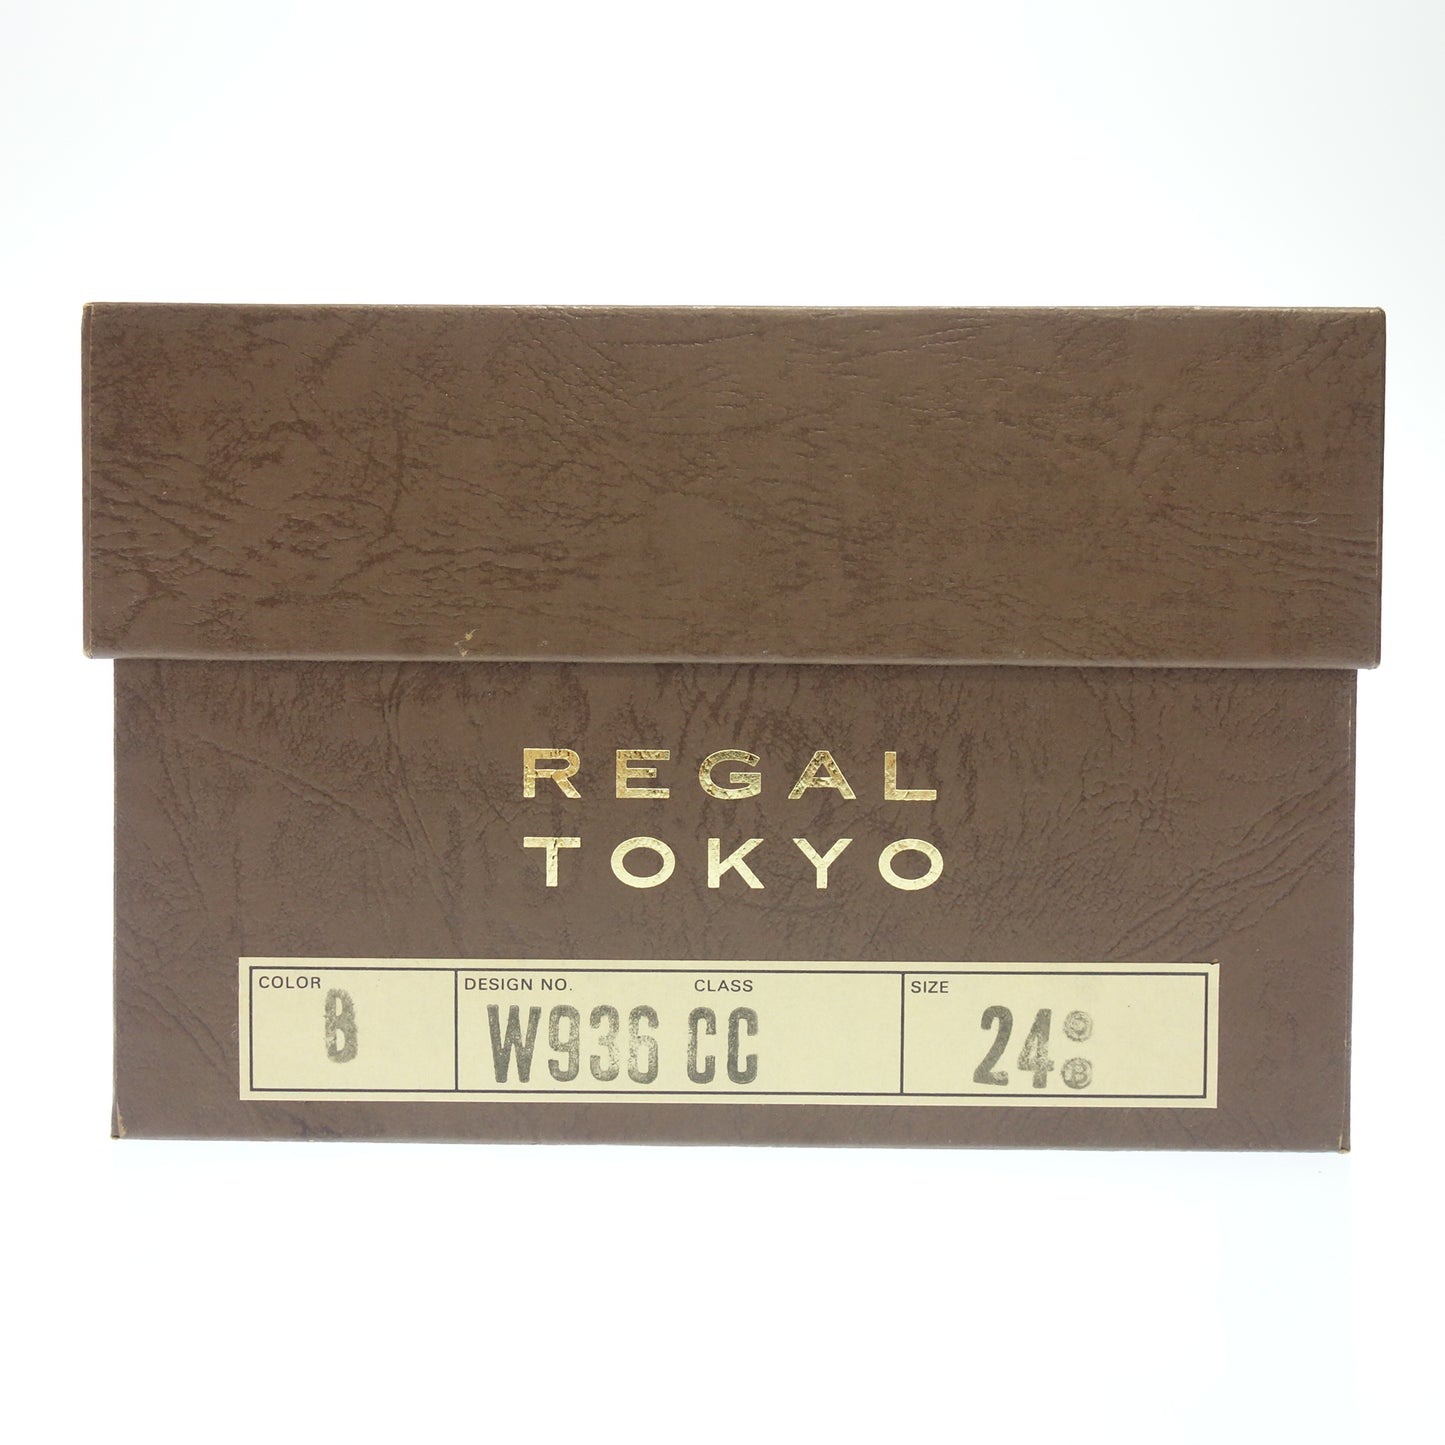 REGAL
TOKYO
COLOR DESIGN NO. CLASS SIZE
B W936 CC 24